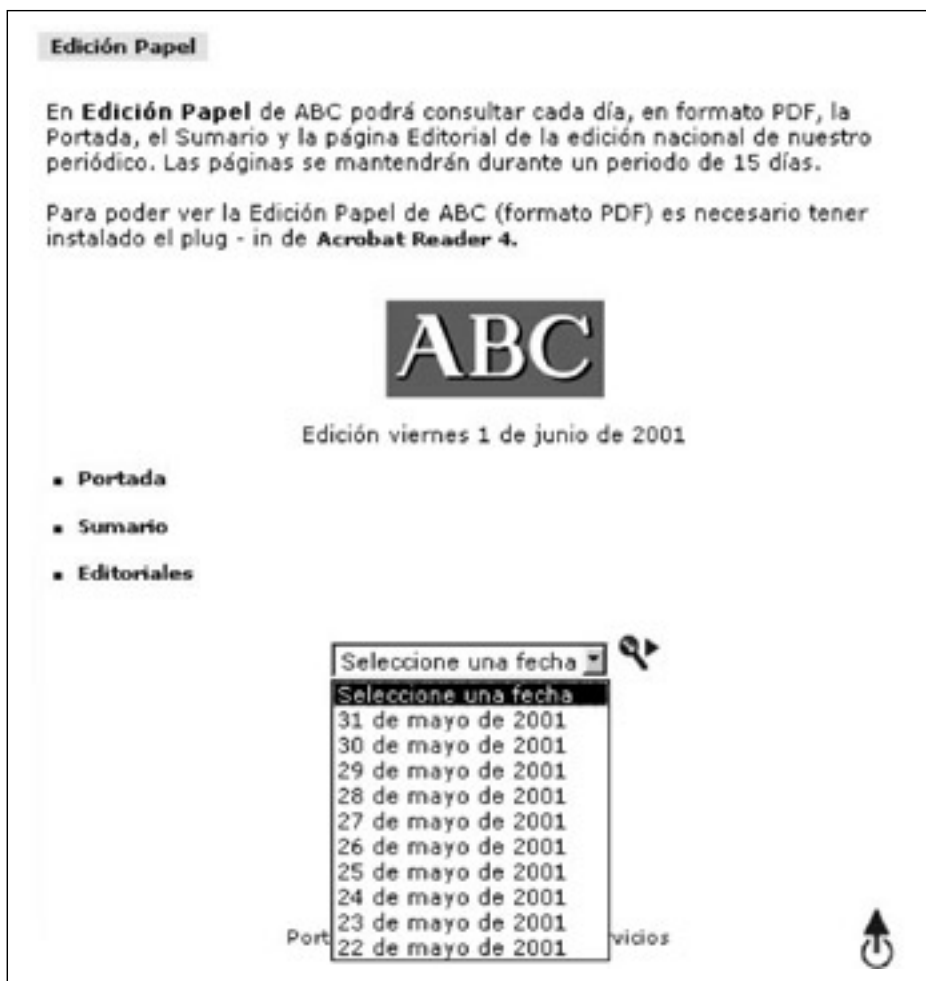 Edición Papel
En Edición Papel de ABC podrá consultar cada día, en formato PDF, la
Portada, el Sumario y la página Editorial de la edición nacional de nuestro
periódico. Las páginas se mantendrán durante un periodo de 15 días.
Para poder ver la Edición Papel de ABC (formato PDF) es necesario tener
instalado el plug - in de Acrobat Reader 4.
ABC
Edición viernes 1 de junio de 2001
Portada
Sumario
Editoriales
Seleccione una fecha
Seleccione una fecha
31 de mayo de 2001
30 de mayo de 2001
29 de mayo de 2001
28 de mayo de 2001
27 de mayo de 2001
26 de mayo de 2001
25 de mayo de 2001
24 de mayo de 2001
23 de mayo de 2001
Port vicios
22 de mayo de 2001